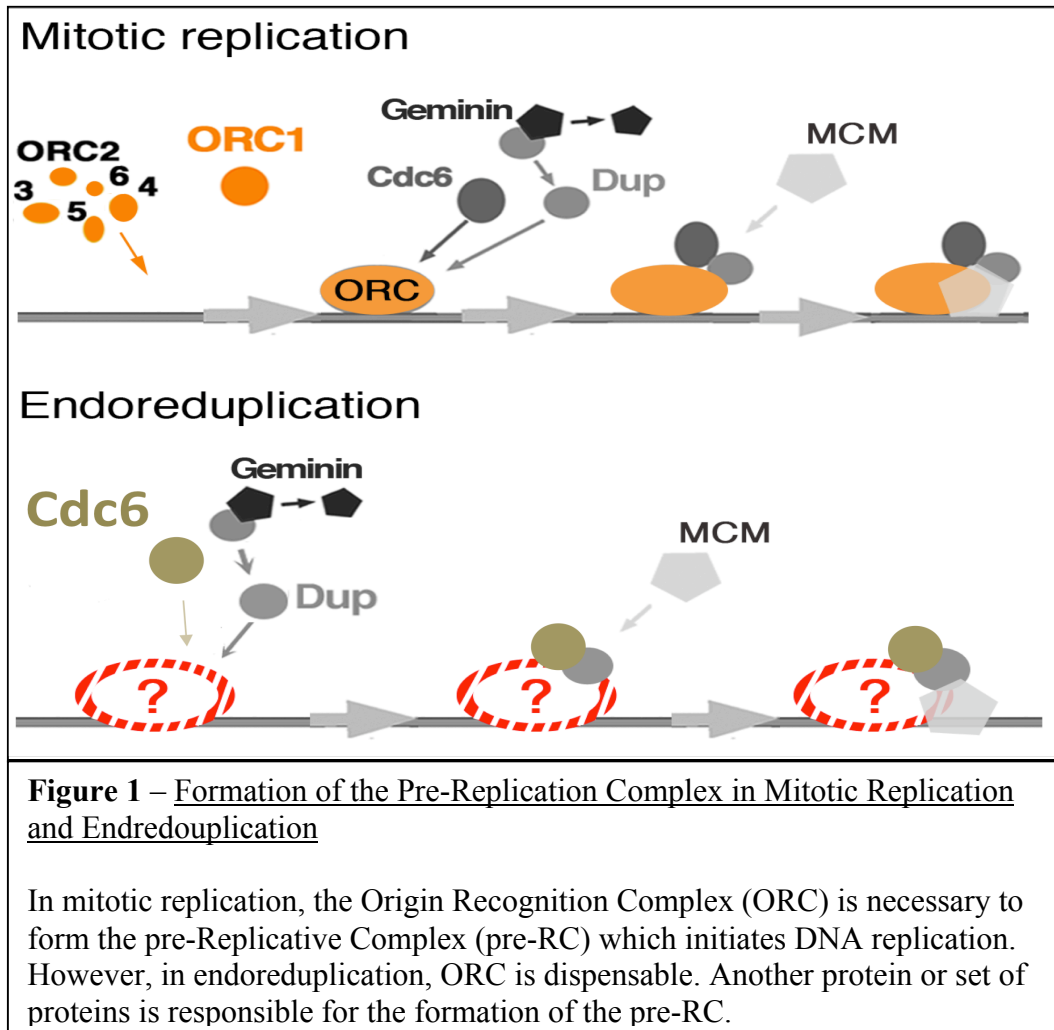 Mitotic replication
Geminin
MCM
ORC1
ORC2
3 6 4
5
Cdc6
Dup
ORC
Endoreduplication
Geminin
Cdc6
MCM
Dup
? ? ?
Figure 1 – Formation of the Pre-Replication Complex in Mitotic Replication
and Endredouplication
In mitotic replication, the Origin Recognition Complex (ORC) is necessary to
form the pre-Replicative Complex (pre-RC) which initiates DNA replication.
However, in endoreduplication, ORC is dispensable. Another protein or set of
proteins is responsible for the formation of the pre-RC.